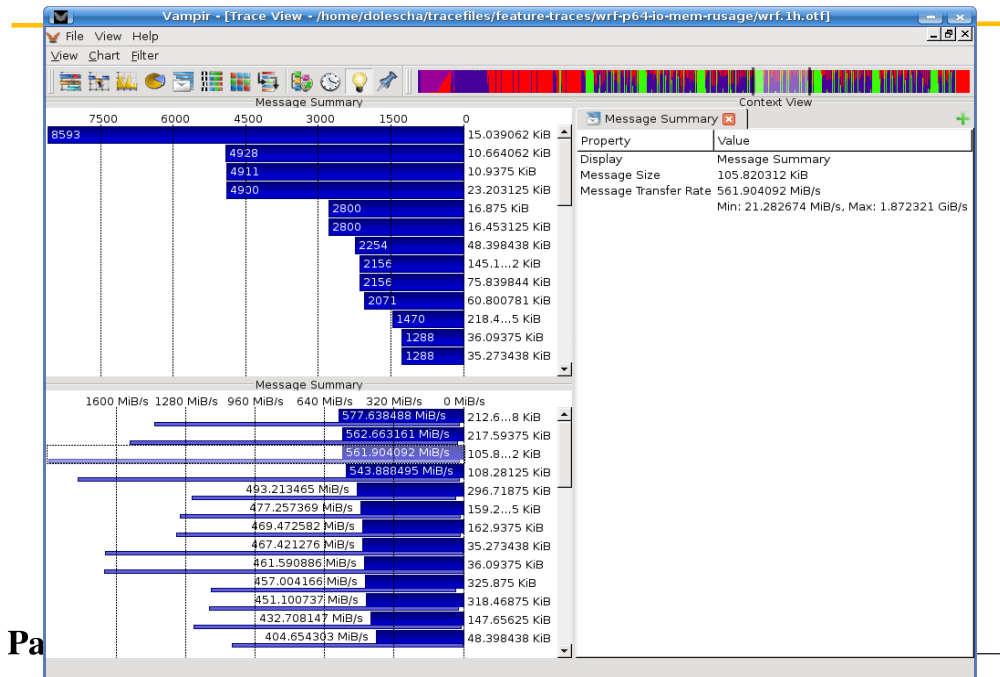 Vampir - [Trace View - /home/dolescha/tracefiles/feature-traces/wrf-p64-io-mem-rusage/wrf.1h.otf]
File View Help
View Chart Filter
Message Summary
7500 6000 4500 3000 1500 0
8593 15.039062 KiB
4928 10.664062 KiB
4911 10.9375 KiB
4900 23.203125 KiB
2800 16.875 KiB
2800 16.453125 KiB
2254 48.398438 KiB
2156 145.1...2 KiB
2156 75.839844 KiB
2071 60.800781 KiB
1470 218.4...5 KiB
1288 36.09375 KiB
1288 35.273438 KiB
Message Summary
1600 MiB/s 1280 MiB/s 960 MiB/s 640 MiB/s 320 MiB/s 0 MiB/s
577.638488 MiB/s 212.6...8 KiB
562.663161 MiB/s 217.59375 KiB
561.904092 MiB/s 105.8...2 KiB
543.888495 MiB/s 108.28125 KiB
493.213465 MiB/s 296.71875 KiB
477.257369 MiB/s 159.2...5 KiB
469.472582 MiB/s 162.9375 KiB
467.421276 MiB/s 35.273438 KiB
461.590886 MiB/s 36.09375 KiB
457.004166 MiB/s 325.875 KiB
451.100737 MiB/s 318.46875 KiB
432.708147 MiB/s 147.65625 KiB
404.654303 MiB/s 48.398438 KiB
Context View
Message Summary
Property Value
Display Message Summary
Message Size 105.820312 KiB
Message Transfer Rate 561.904092 MiB/s
Min: 21.282674 MiB/s, Max: 1.872321 GiB/s
Pa